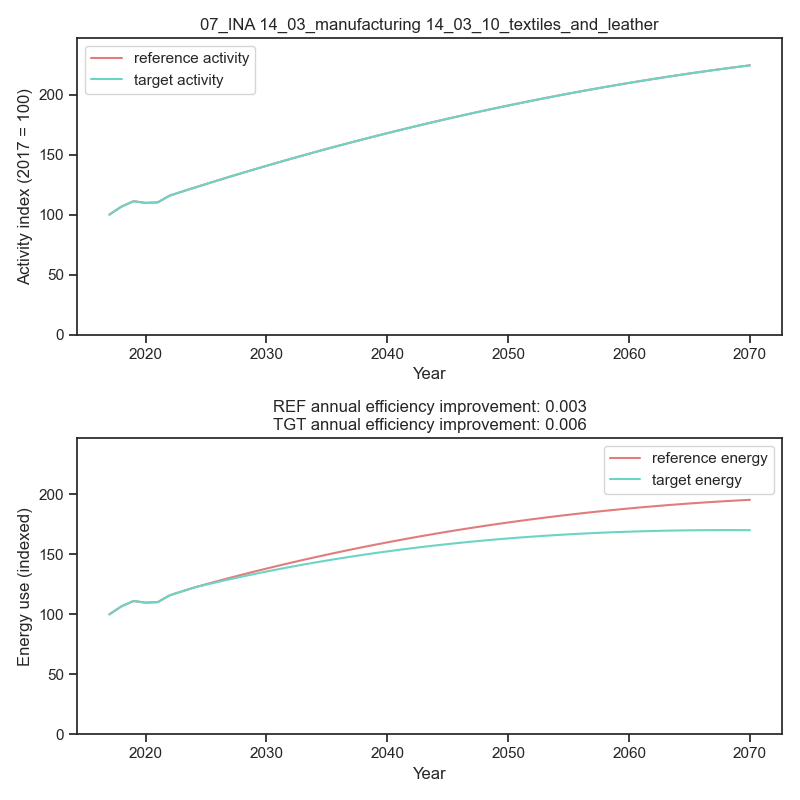 07_INA 14_03_manufacturing 14_03_10_textiles_and_leather
reference activity
target activity
Activity index (2017 = 100)
200
150
100
50
0
2020 2030 2040 2050 2060 2070
Year
REF annual efficiency improvement: 0.003
TGT annual efficiency improvement: 0.006
reference energy
target energy
Energy use (indexed)
200
150
100
50
0
2020 2030 2040 2050 2060 2070
Year